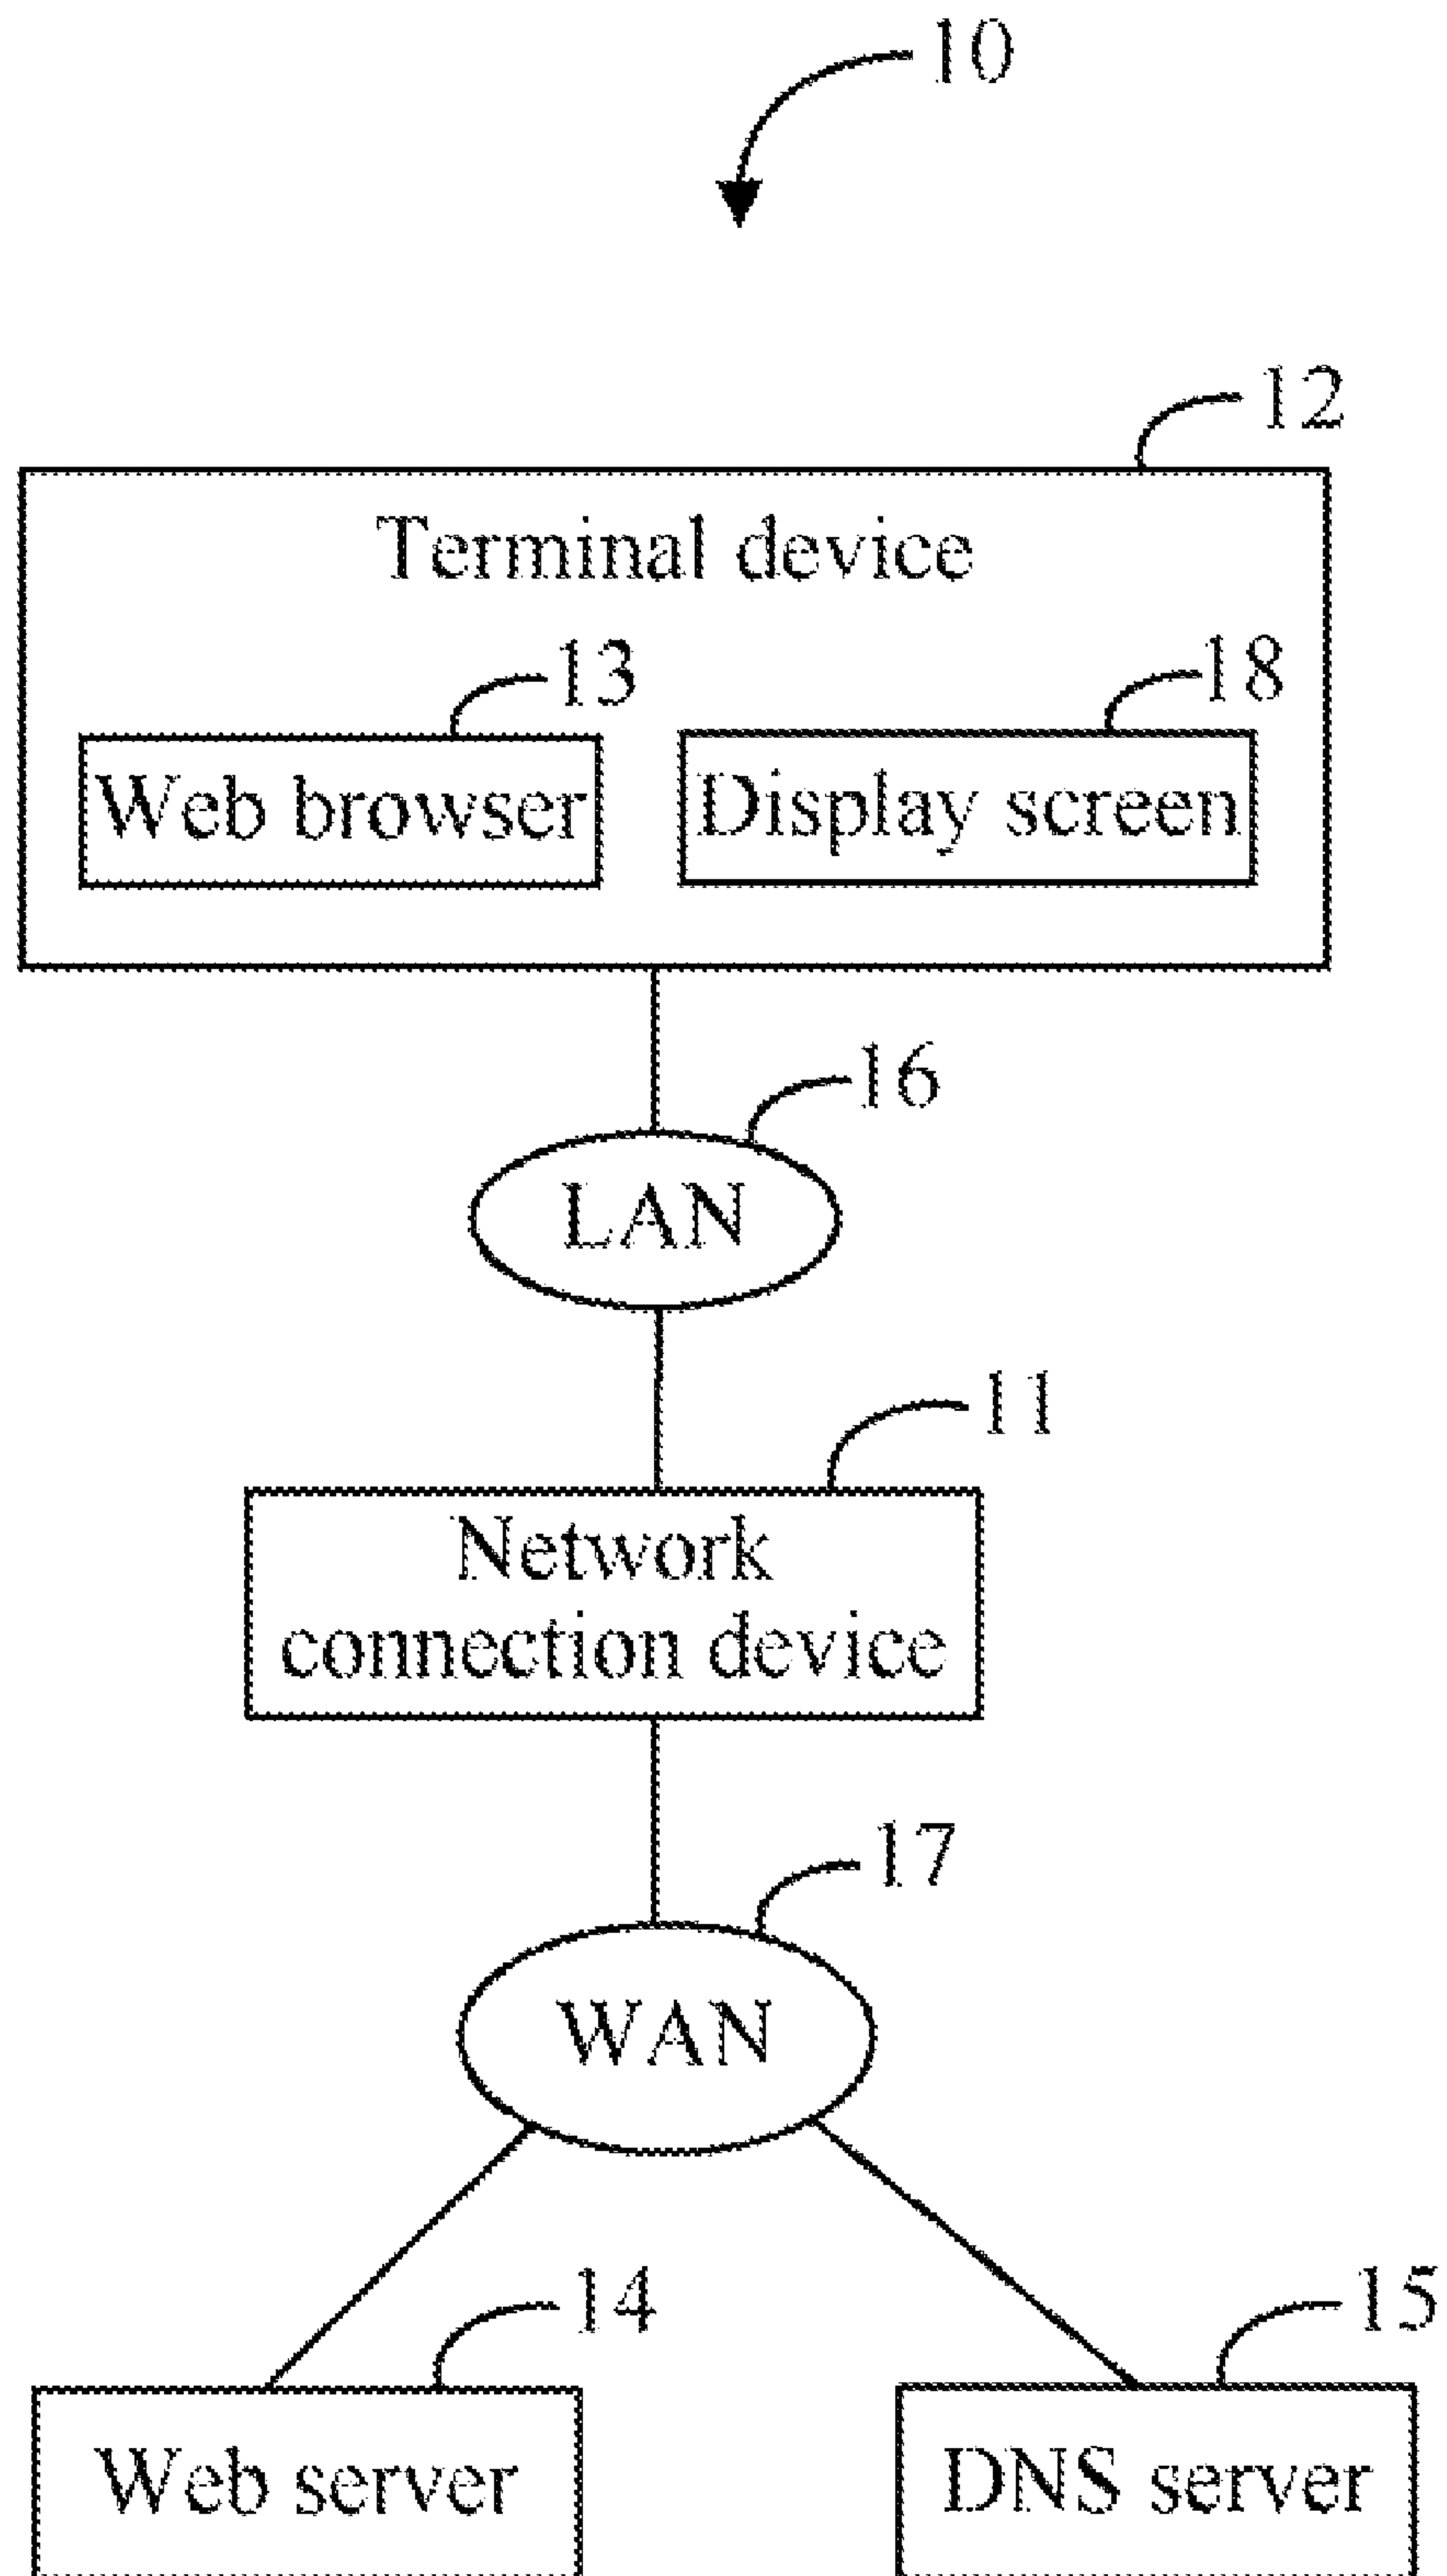 10
12
Terminal device
13
18
Web browser
Display screen
16
LAN
11
Network
connection device
17
WAN
14
15
Web server
DNS server